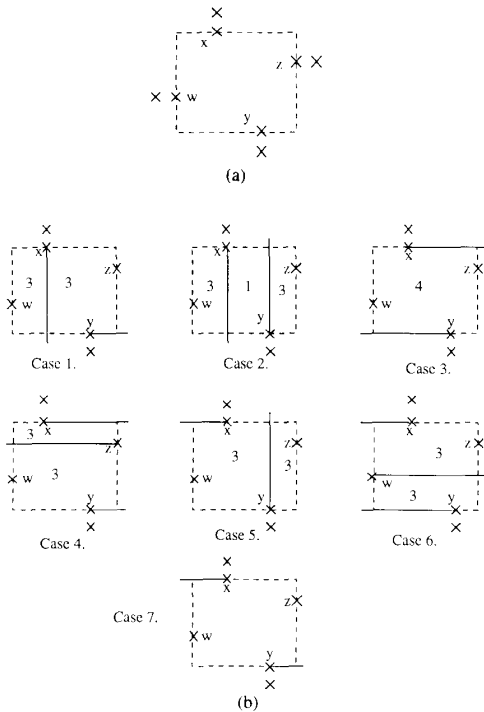 x
z
w
y
(a)
x z
3 3
w
y
Case 1.
x z
3 1 3
w
y
Case 2.
x z
4
w
y
Case 3.
x
3
z
3
w
y
Case 4.
x
z
3 3
w
y
Case 5.
x
z
3
w
3
y
Case 6.
x
z
Case 7.
w
y
(b)